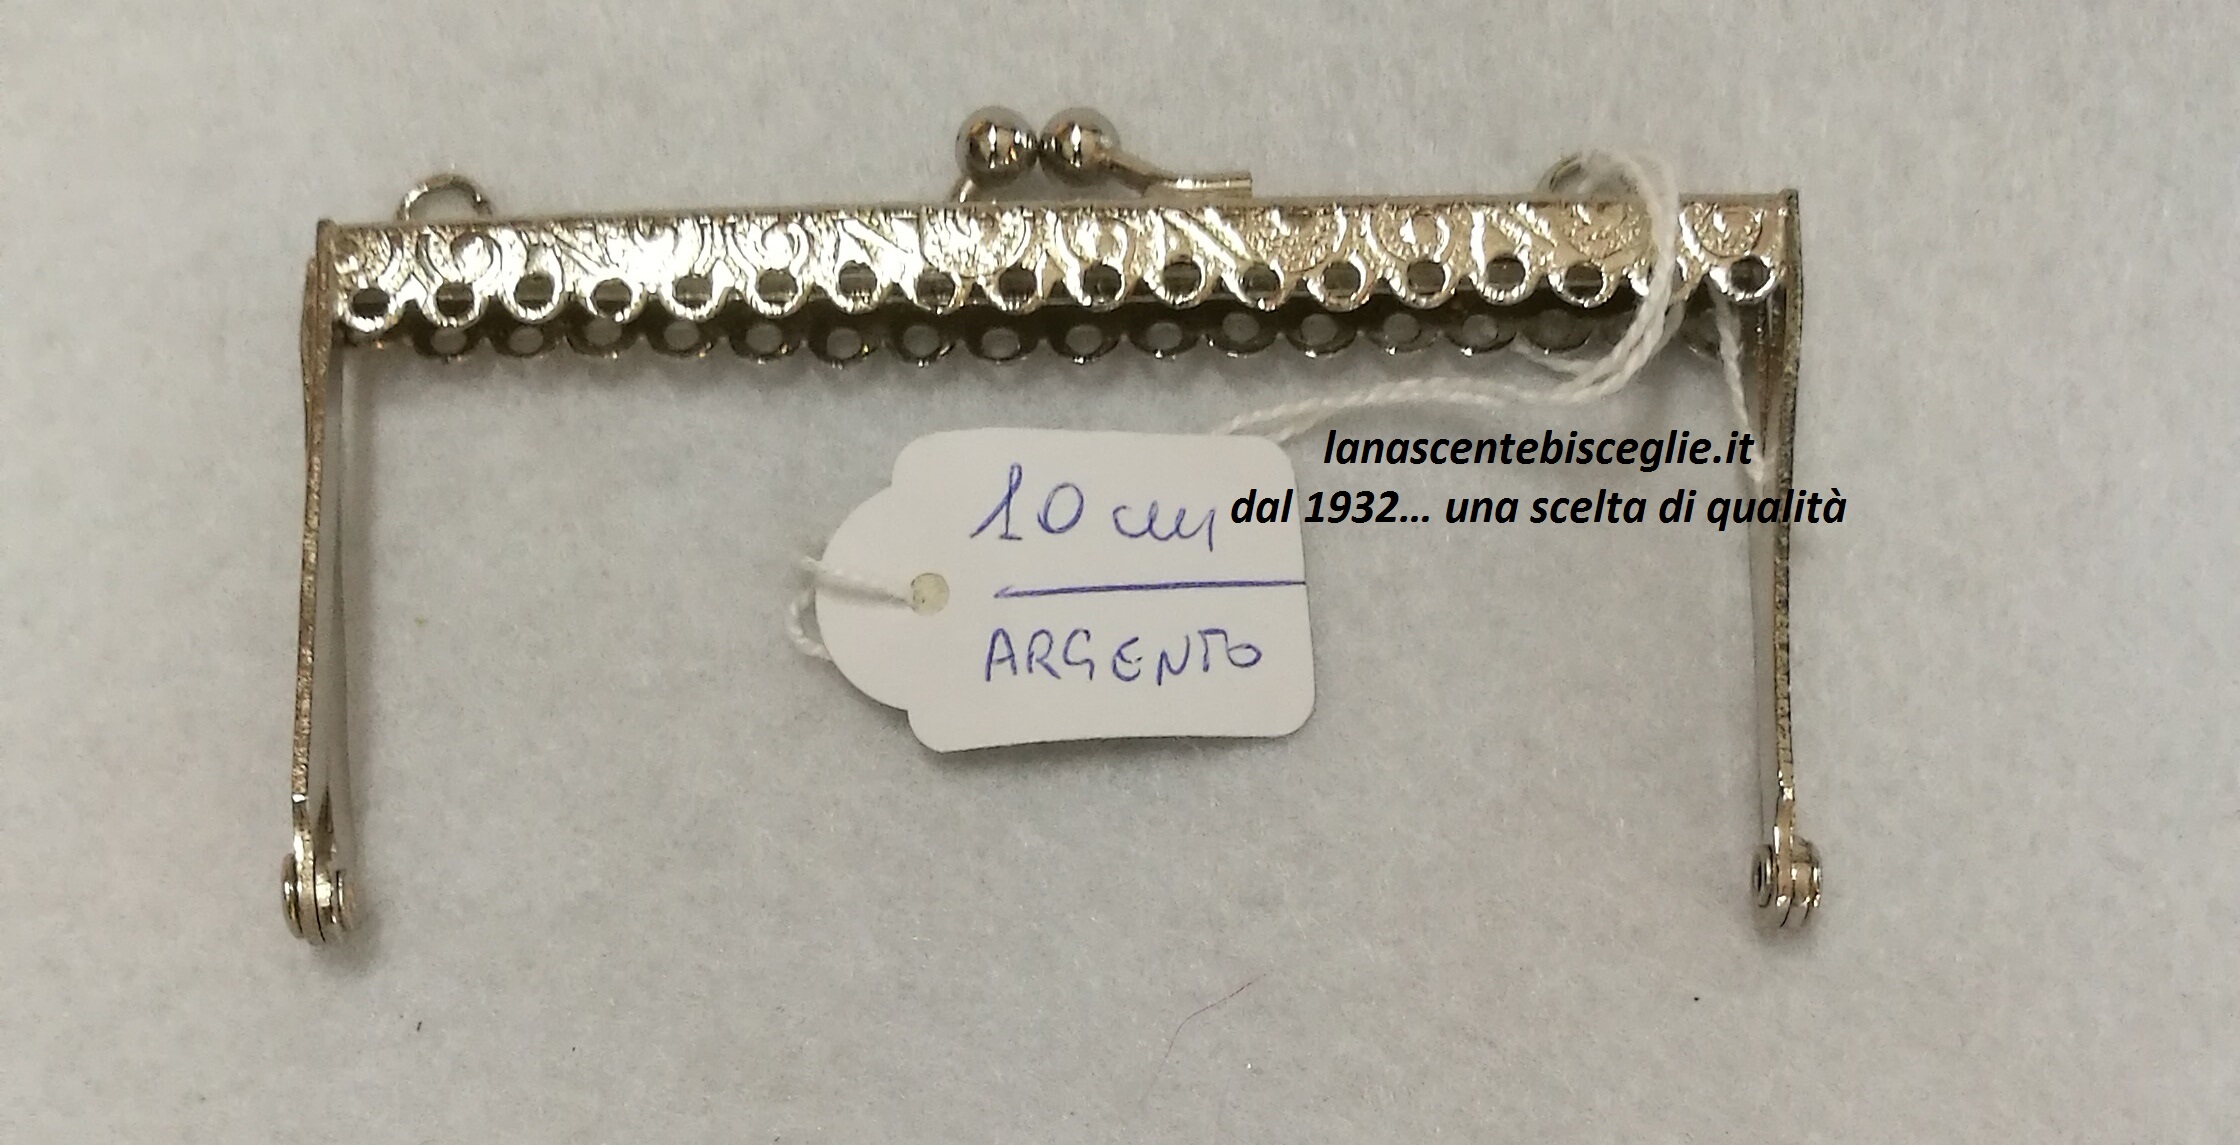 lanascentebisceglie.it
10 cm dal 1932... una scelta di qualità
ARGENTO